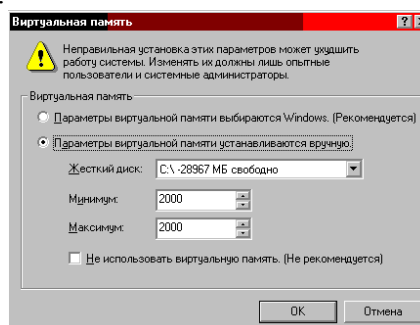 Виртуальная память
Неправильная установка этих параметров может ухудшить
работу системы. Изменять их должны лишь опытные
пользователи и системные администраторы.
Виртуальная память
Параметры виртуальной памяти выбираются Windows. (Рекомендуется)
Параметры виртуальной памяти устанавливаются вручную.
Жесткий диск:
C:\ -28967 МБ свободно
Минимум:
2000
Максимум:
2000
Не использовать виртуальную память. (Не рекомендуется)
OK
Отмена